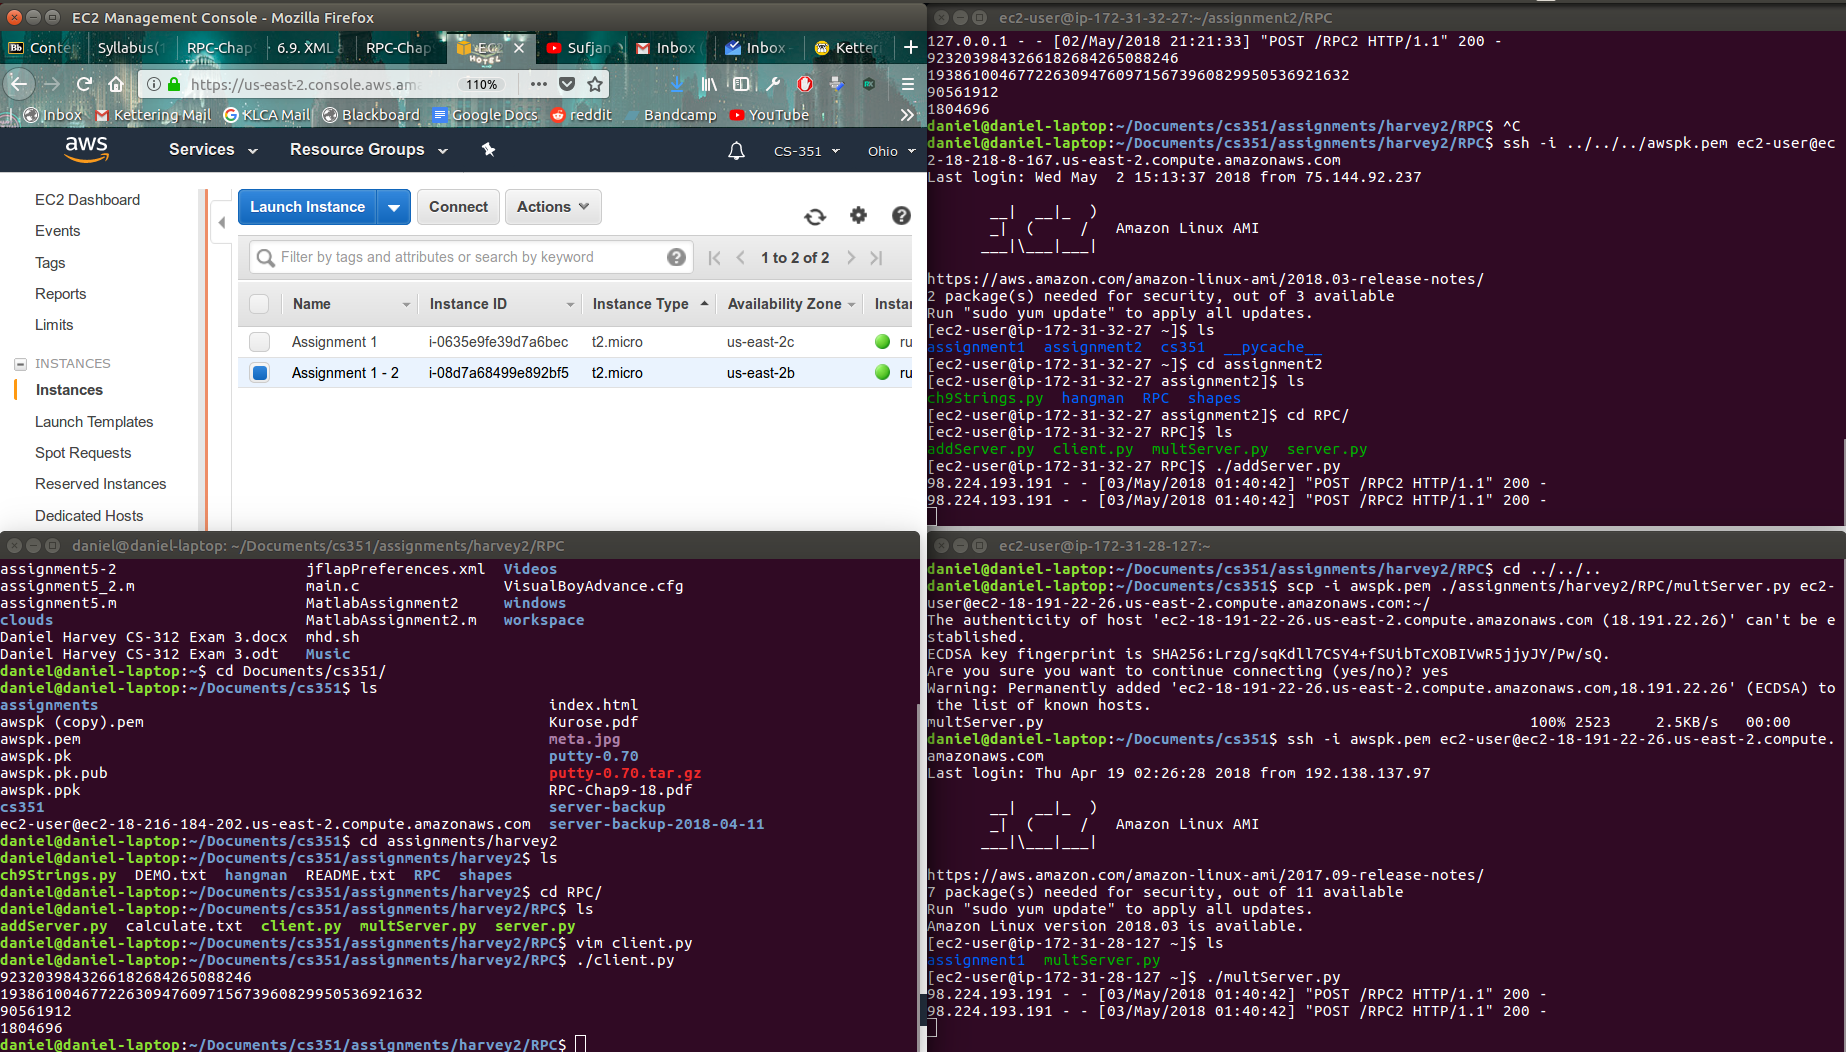 EC2 Management Console - Mozilla Firefox
Bb Conte
Syllabus(
RPC-Chap
6.9. XML a
RPC-Chap
EC2
HOTEL
Sufjan
Inbox (
Inbox -
Ketteri
https://us-east-2.console.aws.ama
110%
Inbox
Kettering Mail
KLCA Mail
Blackboard
Google Docs
reddit
Bandcamp
YouTube
aws
Services
Resource Groups
CS-351
Ohio
EC2 Dashboard
Events
Tags
Reports
Limits
INSTANCES
Instances
Launch Templates
Spot Requests
Reserved Instances
Dedicated Hosts
Launch Instance
Connect
Actions
Filter by tags and attributes or search by keyword
1 to 2 of 2
Name Instance ID Instance Type Availability Zone Instan
Assignment 1 i-0635e9fe39d7a6bec t2.micro us-east-2c ru
Assignment 1 - 2 i-08d7a68499e892bf5 t2.micro us-east-2b ru
ec2-user@ip-172-31-32-27:~/assignment2/RPC
127.0.0.1 - - [02/May/2018 21:21:33] "POST /RPC2 HTTP/1.1" 200 -
9232039843266182684265088246
19386100467722630947609715673960829950536921632
90561912
1804696
daniel@daniel-laptop:~/Documents/cs351/assignments/harvey2/RPC$ ^C
daniel@daniel-laptop:~/Documents/cs351/assignments/harvey2/RPC$ ssh -i ../../../awspk.pem ec2-user@ec
2-18-218-8-167.us-east-2.compute.amazonaws.com
Last login: Wed May  2 15:13:37 2018 from 75.144.92.237
__|  __|_  )
_|  (     /   Amazon Linux AMI
___|\___|___|
https://aws.amazon.com/amazon-linux-ami/2018.03-release-notes/
2 package(s) needed for security, out of 3 available
Run "sudo yum update" to apply all updates.
[ec2-user@ip-172-31-32-27 ~]$ ls
assignment1  assignment2  cs351  __pycache__
[ec2-user@ip-172-31-32-27 ~]$ cd assignment2
[ec2-user@ip-172-31-32-27 assignment2]$ ls
ch9Strings.py  hangman  RPC  shapes
[ec2-user@ip-172-31-32-27 assignment2]$ cd RPC/
[ec2-user@ip-172-31-32-27 RPC]$ ls
addServer.py  client.py  multServer.py  server.py
[ec2-user@ip-172-31-32-27 RPC]$ ./addServer.py
98.224.193.191 - - [03/May/2018 01:40:42] "POST /RPC2 HTTP/1.1" 200 -
98.224.193.191 - - [03/May/2018 01:40:42] "POST /RPC2 HTTP/1.1" 200 -
daniel@daniel-laptop: ~/Documents/cs351/assignments/harvey2/RPC
assignment5-2 jflapPreferences.xml Videos
assignment5_2.m main.c VisualBoyAdvance.cfg
assignment5.m MatlabAssignment2 windows
clouds MatlabAssignment2.m workspace
Daniel Harvey CS-312 Exam 3.docx mhd.sh
Daniel Harvey CS-312 Exam 3.odt Music
daniel@daniel-laptop:~$ cd Documents/cs351/
daniel@daniel-laptop:~/Documents/cs351$ ls
assignments index.html
awspk (copy).pem Kurose.pdf
awspk.pem meta.jpg
awspk.pk putty-0.70
awspk.pk.pub putty-0.70.tar.gz
awspk.ppk RPC-Chap9-18.pdf
cs351 server-backup
ec2-user@ec2-18-216-184-202.us-east-2.compute.amazonaws.com server-backup-2018-04-11
daniel@daniel-laptop:~/Documents/cs351$ cd assignments/harvey2
daniel@daniel-laptop:~/Documents/cs351/assignments/harvey2$ ls
ch9Strings.py  DEMO.txt  hangman  README.txt  RPC  shapes
daniel@daniel-laptop:~/Documents/cs351/assignments/harvey2$ cd RPC/
daniel@daniel-laptop:~/Documents/cs351/assignments/harvey2/RPC$ ls
addServer.py  calculate.txt  client.py  multServer.py  server.py
daniel@daniel-laptop:~/Documents/cs351/assignments/harvey2/RPC$ vim client.py
daniel@daniel-laptop:~/Documents/cs351/assignments/harvey2/RPC$ ./client.py
9232039843266182684265088246
19386100467722630947609715673960829950536921632
90561912
1804696
daniel@daniel-laptop:~/Documents/cs351/assignments/harvey2/RPC$
ec2-user@ip-172-31-28-127:~
daniel@daniel-laptop:~/Documents/cs351/assignments/harvey2/RPC$ cd ../../..
daniel@daniel-laptop:~/Documents/cs351$ scp -i awspk.pem ./assignments/harvey2/RPC/multServer.py ec2-
user@ec2-18-191-22-26.us-east-2.compute.amazonaws.com:~/
The authenticity of host 'ec2-18-191-22-26.us-east-2.compute.amazonaws.com (18.191.22.26)' can't be e
stablished.
ECDSA key fingerprint is SHA256:Lrzg/sqKdll7CSY4+fSUibTcXOBIVwR5jjyJY/Pw/sQ.
Are you sure you want to continue connecting (yes/no)? yes
Warning: Permanently added 'ec2-18-191-22-26.us-east-2.compute.amazonaws.com,18.191.22.26' (ECDSA) to
the list of known hosts.
multServer.py 100% 2523 2.5KB/s 00:00
daniel@daniel-laptop:~/Documents/cs351$ ssh -i awspk.pem ec2-user@ec2-18-191-22-26.us-east-2.compute.
amazonaws.com
Last login: Thu Apr 19 02:26:28 2018 from 192.138.137.97
__|  __|_  )
_|  (     /   Amazon Linux AMI
___|\___|___|
https://aws.amazon.com/amazon-linux-ami/2017.09-release-notes/
7 package(s) needed for security, out of 11 available
Run "sudo yum update" to apply all updates.
Amazon Linux version 2018.03 is available.
[ec2-user@ip-172-31-28-127 ~]$ ls
assignment1  multServer.py
[ec2-user@ip-172-31-28-127 ~]$ ./multServer.py
98.224.193.191 - - [03/May/2018 01:40:42] "POST /RPC2 HTTP/1.1" 200 -
98.224.193.191 - - [03/May/2018 01:40:42] "POST /RPC2 HTTP/1.1" 200 -